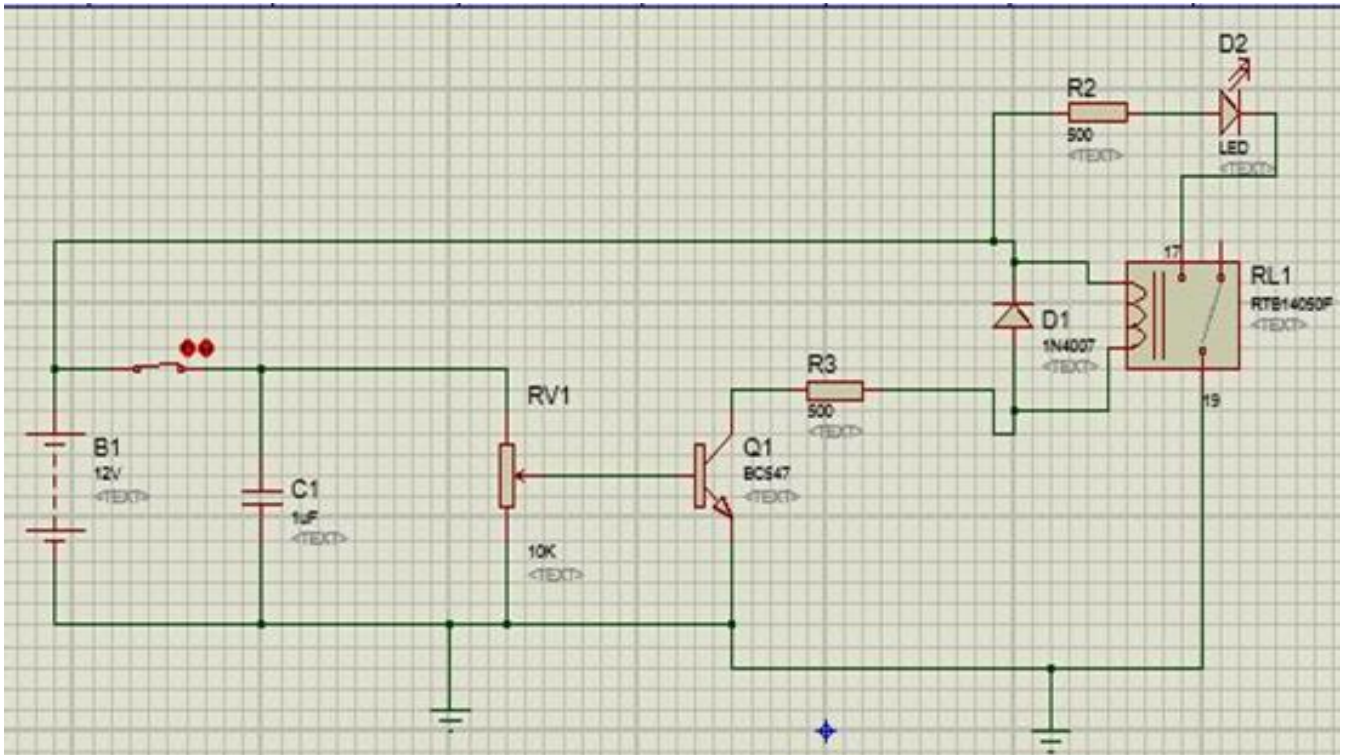 D2
R2
500
<TEXT>
LED
<TEXT>
17
RL1
RTB14050F
<TEXT>
D1
1N4007
<TEXT>
19
R3
500
<TEXT>
RV1
B1
12V
<TEXT>
Q1
BC547
<TEXT>
C1
1uF
<TEXT>
10K
<TEXT>